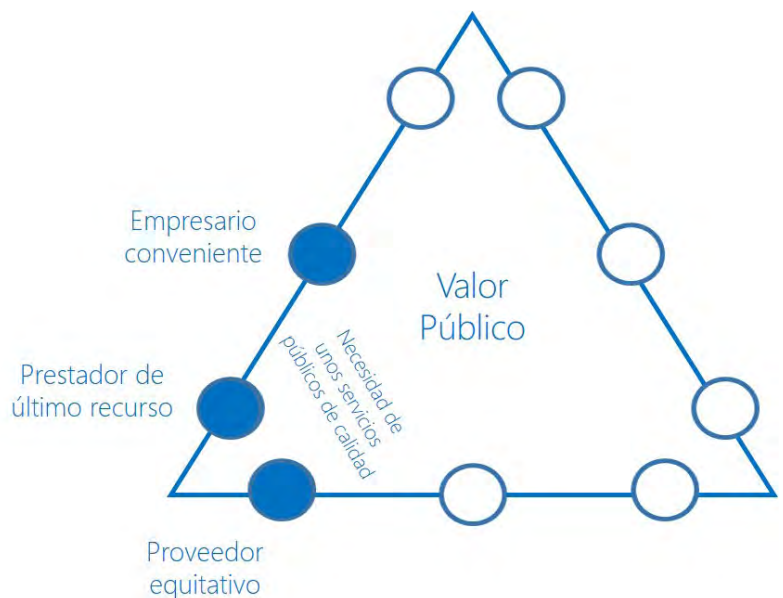 Empresario
conveniente
Valor
Público
Necesidad de
unos servicios
públicos de calidad
Prestador de
último recurso
Proveedor
equitativo